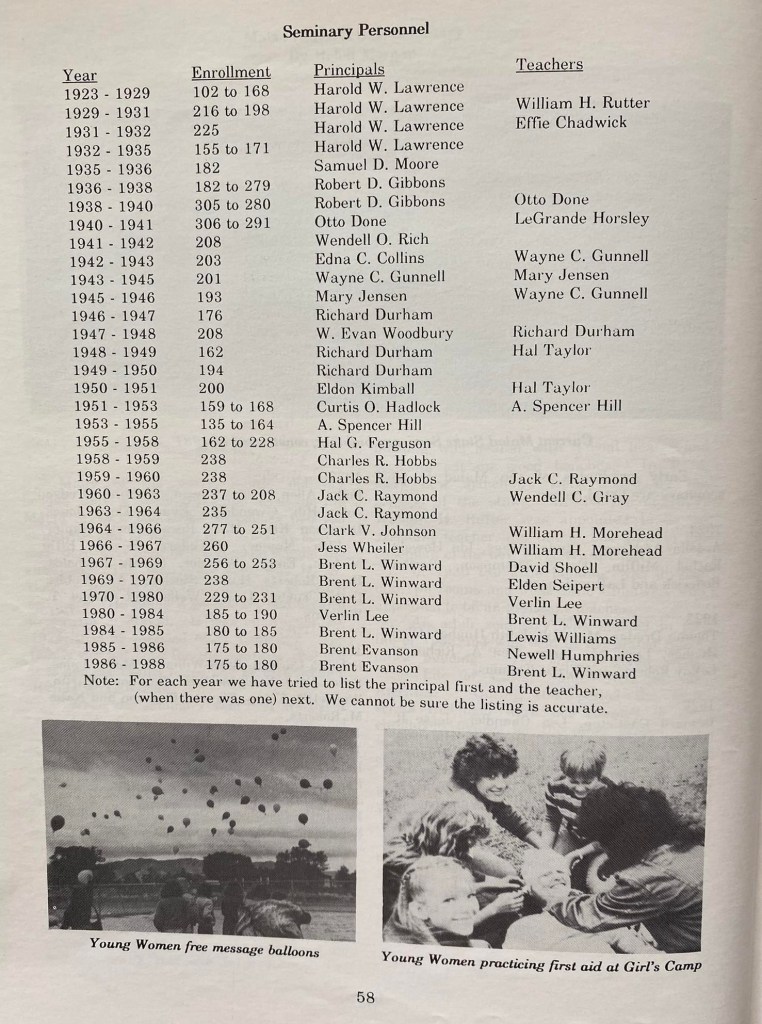 Seminary Personnel
Year Enrollment Principals Teachers
1923 - 1929 102 to 168 Harold W. Lawrence
1929 - 1931 216 to 198 Harold W. Lawrence William H. Rutter
1931 - 1932 225 Harold W. Lawrence Effie Chadwick
1932 - 1935 155 to 171 Harold W. Lawrence
1935 - 1936 182 Samuel D. Moore
1936 - 1938 182 to 279 Robert D. Gibbons
1938 - 1940 305 to 280 Robert D. Gibbons Otto Done
1940 - 1941 306 to 291 Otto Done LeGrande Horsley
1941 - 1942 208 Wendell O. Rich
1942 - 1943 203 Edna C. Collins Wayne C. Gunnell
1943 - 1945 201 Wayne C. Gunnell Mary Jensen
1945 - 1946 193 Mary Jensen Wayne C. Gunnell
1946 - 1947 176 Richard Durham
1947 - 1948 208 W. Evan Woodbury Richard Durham
1948 - 1949 162 Richard Durham Hal Taylor
1949 - 1950 194 Richard Durham
1950 - 1951 200 Eldon Kimball Hal Taylor
1951 - 1953 159 to 168 Curtis O. Hadlock A. Spencer Hill
1953 - 1955 135 to 164 A. Spencer Hill
1955 - 1958 162 to 228 Hal G. Ferguson
1958 - 1959 238 Charles R. Hobbs
1959 - 1960 238 Charles R. Hobbs Jack C. Raymond
1960 - 1963 237 to 208 Jack C. Raymond Wendell C. Gray
1963 - 1964 235 Jack C. Raymond
1964 - 1966 277 to 251 Clark V. Johnson William H. Morehead
1966 - 1967 260 Jess Wheiler William H. Morehead
1967 - 1969 256 to 253 Brent L. Winward David Shoell
1969 - 1970 238 Brent L. Winward Elden Seipert
1970 - 1980 229 to 231 Brent L. Winward Verlin Lee
1980 - 1984 185 to 190 Verlin Lee Brent L. Winward
1984 - 1985 180 to 185 Brent L. Winward Lewis Williams
1985 - 1986 175 to 180 Brent Evanson Newell Humphries
1986 - 1988 175 to 180 Brent Evanson Brent L. Winward
Note: For each year we have tried to list the principal first and the teacher,
(when there was one) next. We cannot be sure the listing is accurate.
Young Women free message balloons
Young Women practicing first aid at Girl's Camp
58